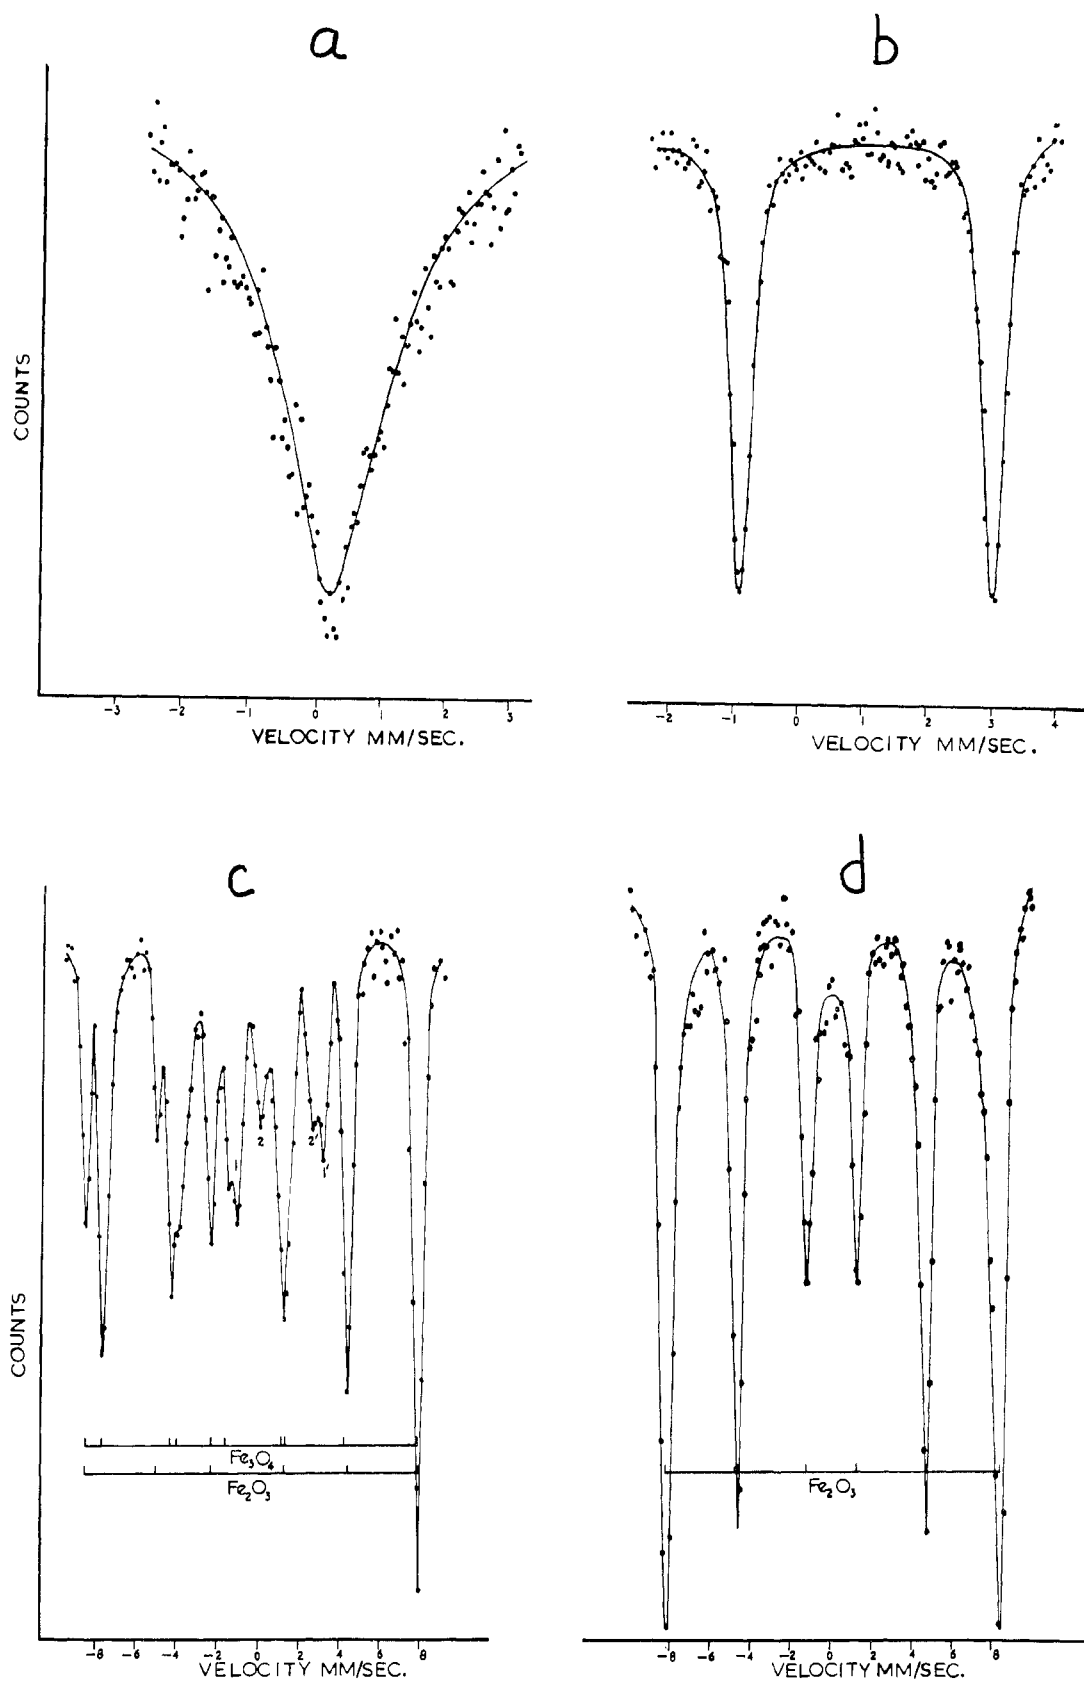 a
b
COUNTS
-3 -2 -1 0 1 2 3
VELOCITY MM/SEC.
-2 -1 0 1 2 3 4
VELOCITY MM/SEC.
c
d
COUNTS
2 2' 1 1'
Fe3O4
Fe2O3
Fe2O3
-8 -6 -4 -2 0 2 4 6 8
VELOCITY MM/SEC.
-8 -6 -4 -2 0 2 4 6 8
VELOCITY MM/SEC.